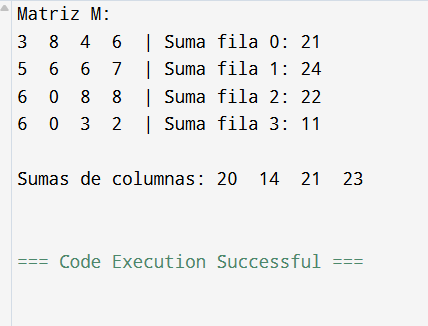 Matriz M:
3  8  4  6  | Suma fila 0: 21
5  6  6  7  | Suma fila 1: 24
6  0  8  8  | Suma fila 2: 22
6  0  3  2  | Suma fila 3: 11
Sumas de columnas: 20  14  21  23
=== Code Execution Successful ===